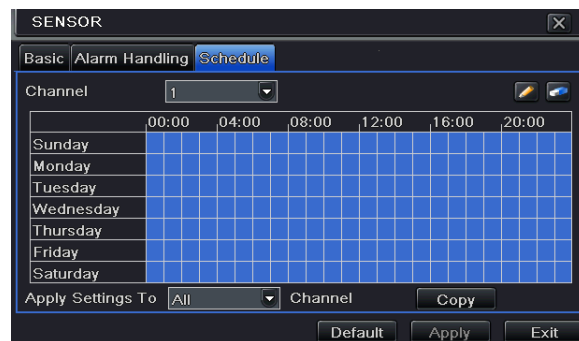 SENSOR
Basic Alarm Handling Schedule
Channel 1
00:00 04:00 08:00 12:00 16:00 20:00
Sunday
Monday
Tuesday
Wednesday
Thursday
Friday
Saturday
Apply Settings To All Channel Copy
Default Apply Exit